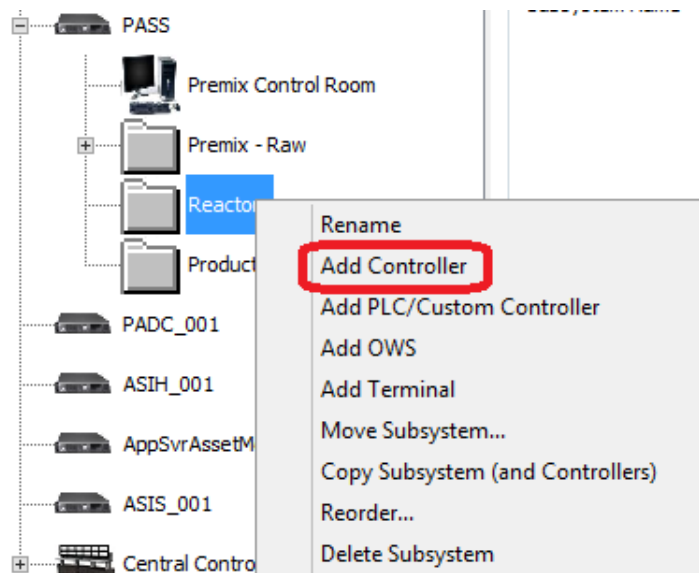 PASS
Premix Control Room
Premix - Raw
Reactor
Product
Rename
Add Controller
Add PLC/Custom Controller
Add OWS
Add Terminal
Move Subsystem...
Copy Subsystem (and Controllers)
Reorder...
Delete Subsystem
PADC_001
ASIH_001
AppSvrAssetM
ASIS_001
Central Contro